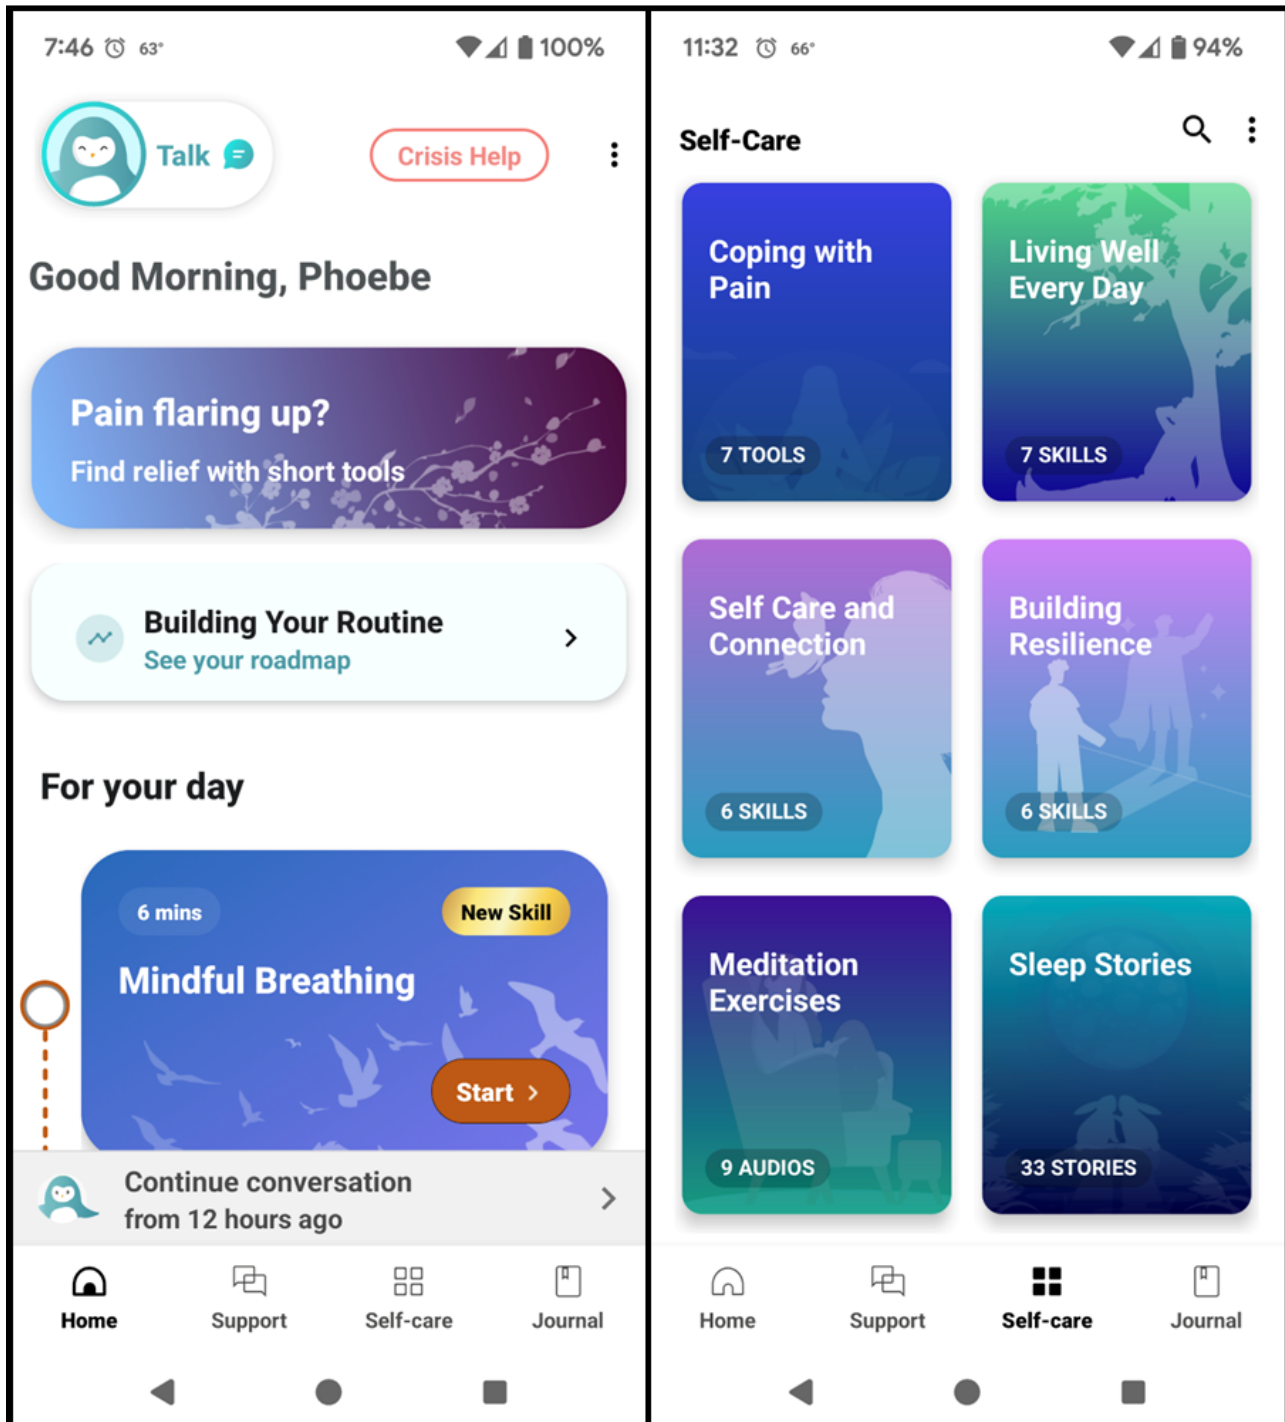 7:46 63°
100%
Talk
Crisis Help
Good Morning, Phoebe
Pain flaring up?
Find relief with short tools
Building Your Routine
See your roadmap
For your day
6 mins
New Skill
Mindful Breathing
Start
Continue conversation
from 12 hours ago
Home
Support
Self-care
Journal
11:32 66°
94%
Self-Care
Coping with
Pain
7 TOOLS
Living Well
Every Day
7 SKILLS
Self Care and
Connection
6 SKILLS
Building
Resilience
6 SKILLS
Meditation
Exercises
9 AUDIOS
Sleep Stories
33 STORIES
Home
Support
Self-care
Journal